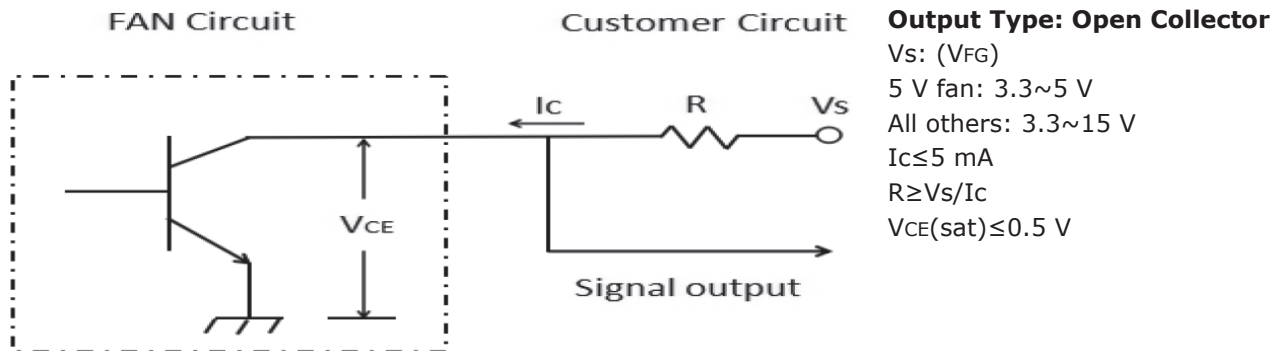 FAN Circuit
Customer Circuit
Output Type: Open Collector
Vs: (VFG)
5 V fan: 3.3~5 V
All others: 3.3~15 V
Ic≤5 mA
R≥Vs/Ic
VCE(sat)≤0.5 V
Ic
R
Vs
VCE
Signal output